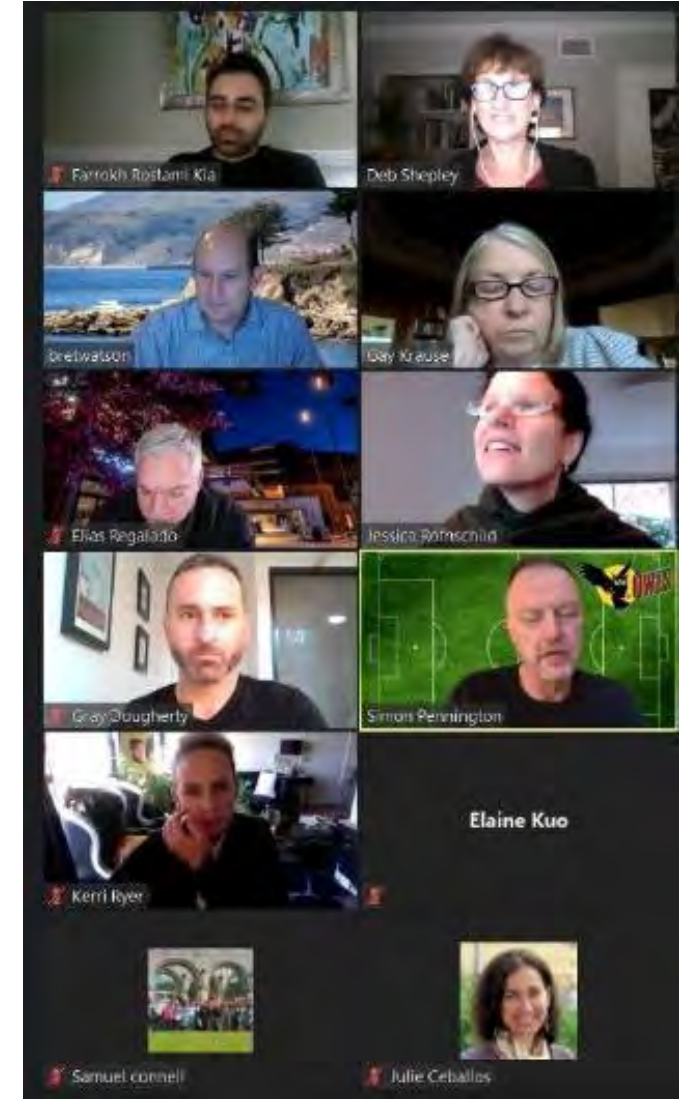 Farrokh Rostami Kia
Deb Shepley
bretwatson
Gay Krause
Elias Regalado
Jessica Rothschild
OWLS
Gray Dougherty
Simon Pennington
Kerri Ryer
Elaine Kuo
Samuel connell
Julie Ceballos